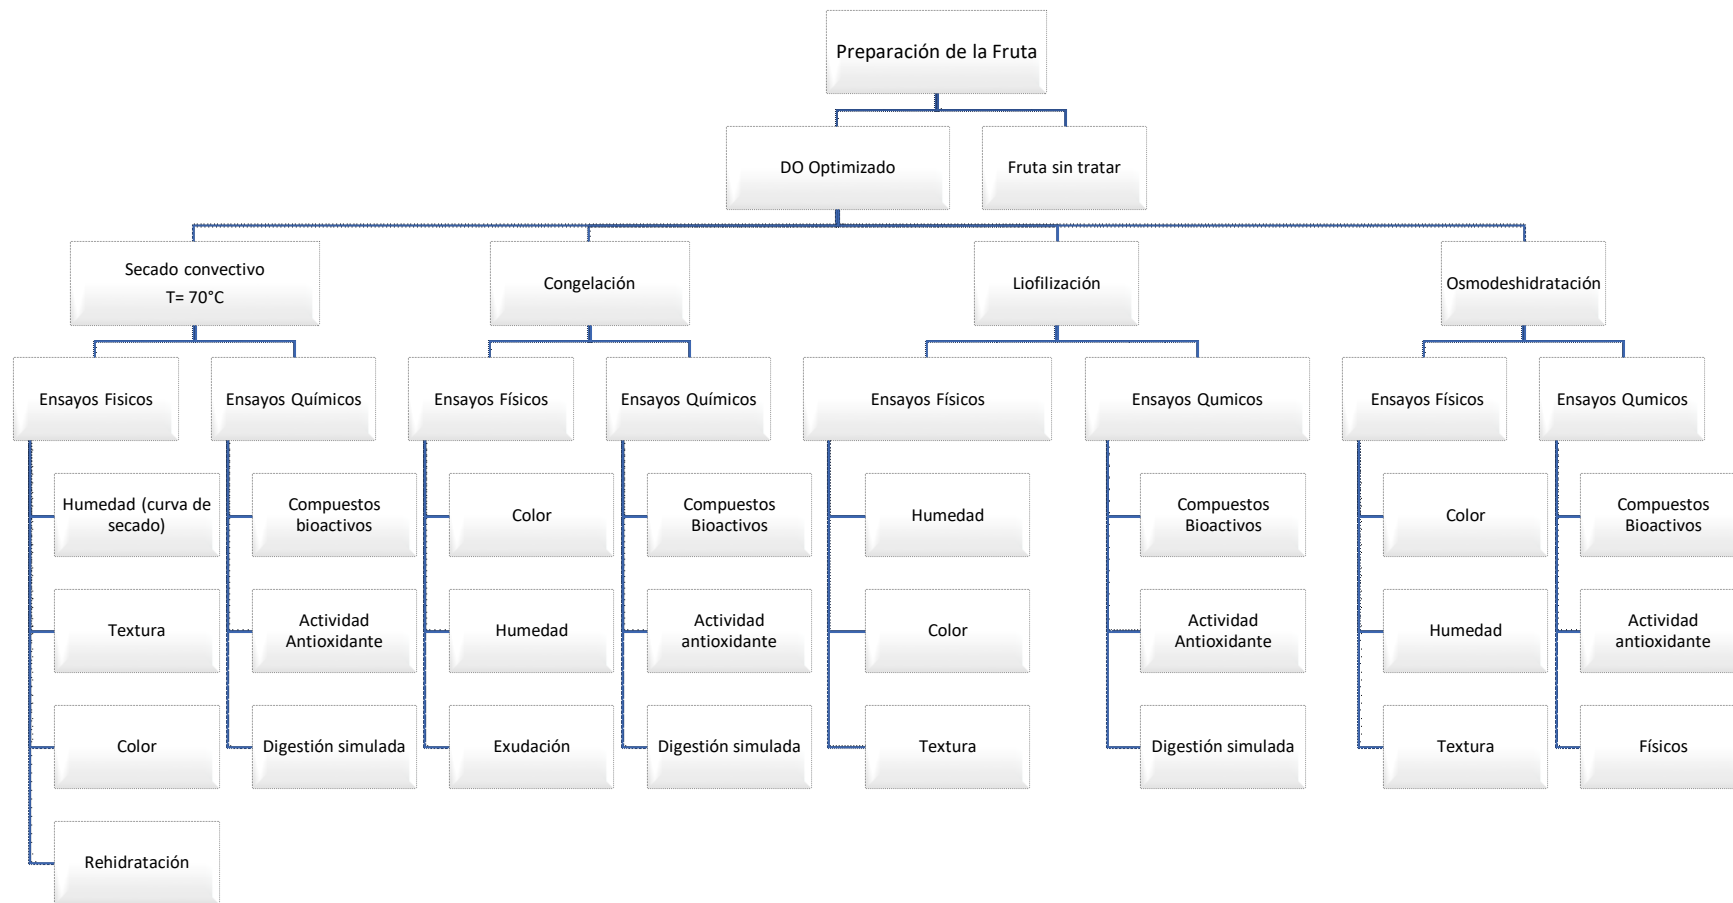 Preparación de la Fruta
DO Optimizado
Fruta sin tratar
Secado convectivo
T= 70°C
Congelación
Liofilización
Osmodeshidratación
Ensayos Fisicos
Ensayos Químicos
Ensayos Físicos
Ensayos Químicos
Ensayos Físicos
Ensayos Qumicos
Ensayos Físicos
Ensayos Qumicos
Humedad (curva de
secado)
Textura
Color
Rehidratación
Compuestos
bioactivos
Actividad
Antioxidante
Digestión simulada
Color
Humedad
Exudación
Compuestos
Bioactivos
Actividad
antioxidante
Digestión simulada
Humedad
Color
Textura
Compuestos
Bioactivos
Actividad
Antioxidante
Digestión simulada
Color
Humedad
Textura
Compuestos
Bioactivos
Actividad
antioxidante
Físicos